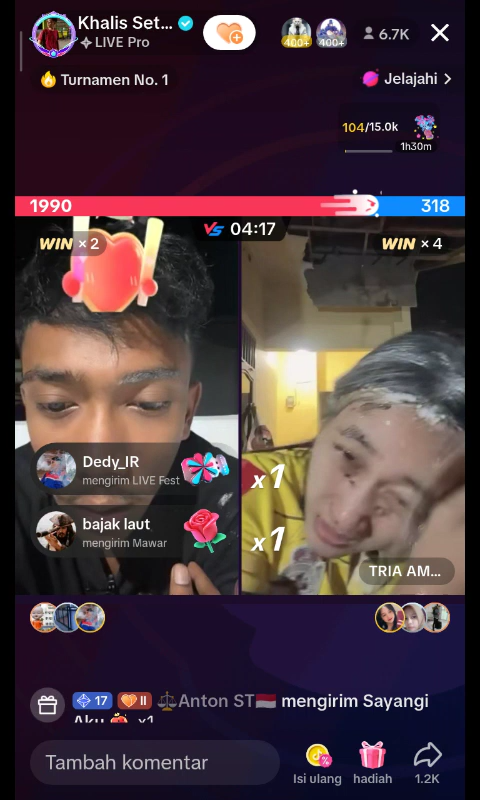 Khalis Set...
LIVE Pro
400+
400+
6.7K
Turnamen No. 1
Jelajahi
104/15.0k
1h30m
1990
318
VS 04:17
WIN × 2
WIN × 4
Dedy_IR
mengirim LIVE Fest
x1
bajak laut
mengirim Mawar
x1
TRIA AM...
17 II Anton ST mengirim Sayangi
Aku x1
Tambah komentar
Isi ulang
hadiah
1.2K